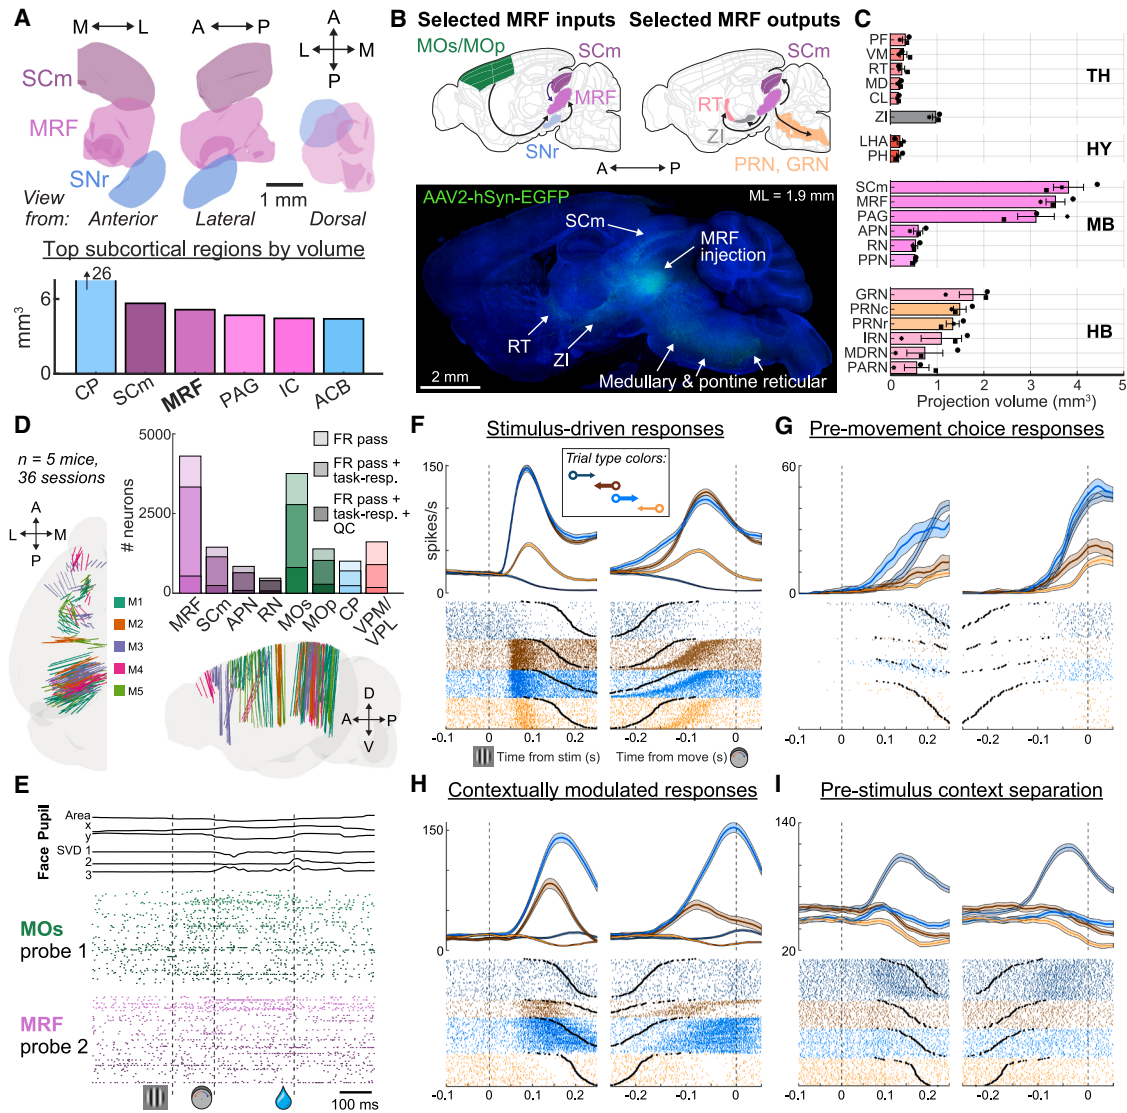 A
M
L
A
P
A
L
M
P
SCm
MRF
SNr
1 mm
View from:
Anterior
Lateral
Dorsal
Top subcortical regions by volume
26
6
0
mm³
CP
SCm
MRF
PAG
IC
ACB
B
Selected MRF inputs
Selected MRF outputs
MOs/MOp
SCm
MRF
SNr
SCm
RT
ZI
PRN, GRN
A
P
AAV2-hSyn-EGFP
ML = 1.9 mm
SCm
MRF injection
RT
ZI
Medullary & pontine reticular
2 mm
C
PF
VM
RT
MD
CL
TH
ZI
LHA
PH
HY
SCm
MRF
PAG
APN
RN
PPN
MB
GRN
PRNc
PRNr
IRN
MDRN
PARN
HB
0
1
2
3
4
5
Projection volume (mm³)
D
n = 5 mice,
36 sessions
A
L
M
P
M1
M2
M3
M4
M5
5000
2500
0
# neurons
FR pass
FR pass +
task-resp.
FR pass +
task-resp. +
QC
MRF
SCm
APN
RN
MOs
MOp
CP
VPM/
VPL
D
A
P
V
E
Face Pupil
Area
x
y
SVD 1
2
3
MOs
probe 1
MRF
probe 2
100 ms
F
Stimulus-driven responses
Trial type colors:
150
spikes/s
0
-0.1
0
0.1
0.2
-0.2
-0.1
0
Time from stim (s)
Time from move (s)
G
Pre-movement choice responses
60
0
-0.1
0
0.1
0.2
-0.2
-0.1
0
H
Contextually modulated responses
150
0
-0.1
0
0.1
0.2
-0.2
-0.1
0
I
Pre-stimulus context separation
140
20
-0.1
0
0.1
0.2
-0.2
-0.1
0